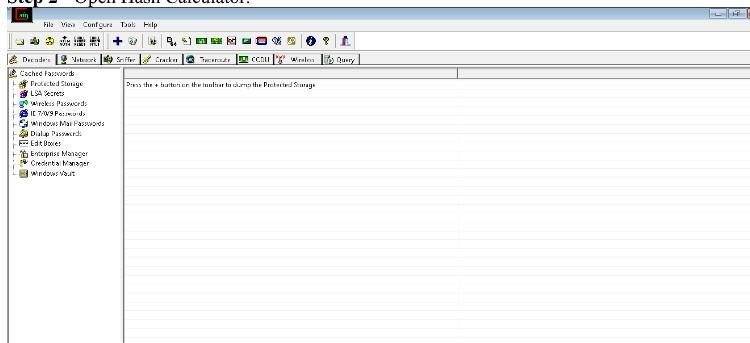 Step 2 - Open Hash Calculator.
File View Configure Tools Help
Decoders Network Sniffer Cracker Traceroute CCDU Wireless Query
Cached Passwords
Press the + button on the toolbar to dump the Protected Storage
Protected Storage
LSA Secrets
Wireless Passwords
IE 7/8/9 Passwords
Windows Mail Passwords
Dialup Passwords
Edit Boxes
Enterprise Manager
Credential Manager
Windows Vault